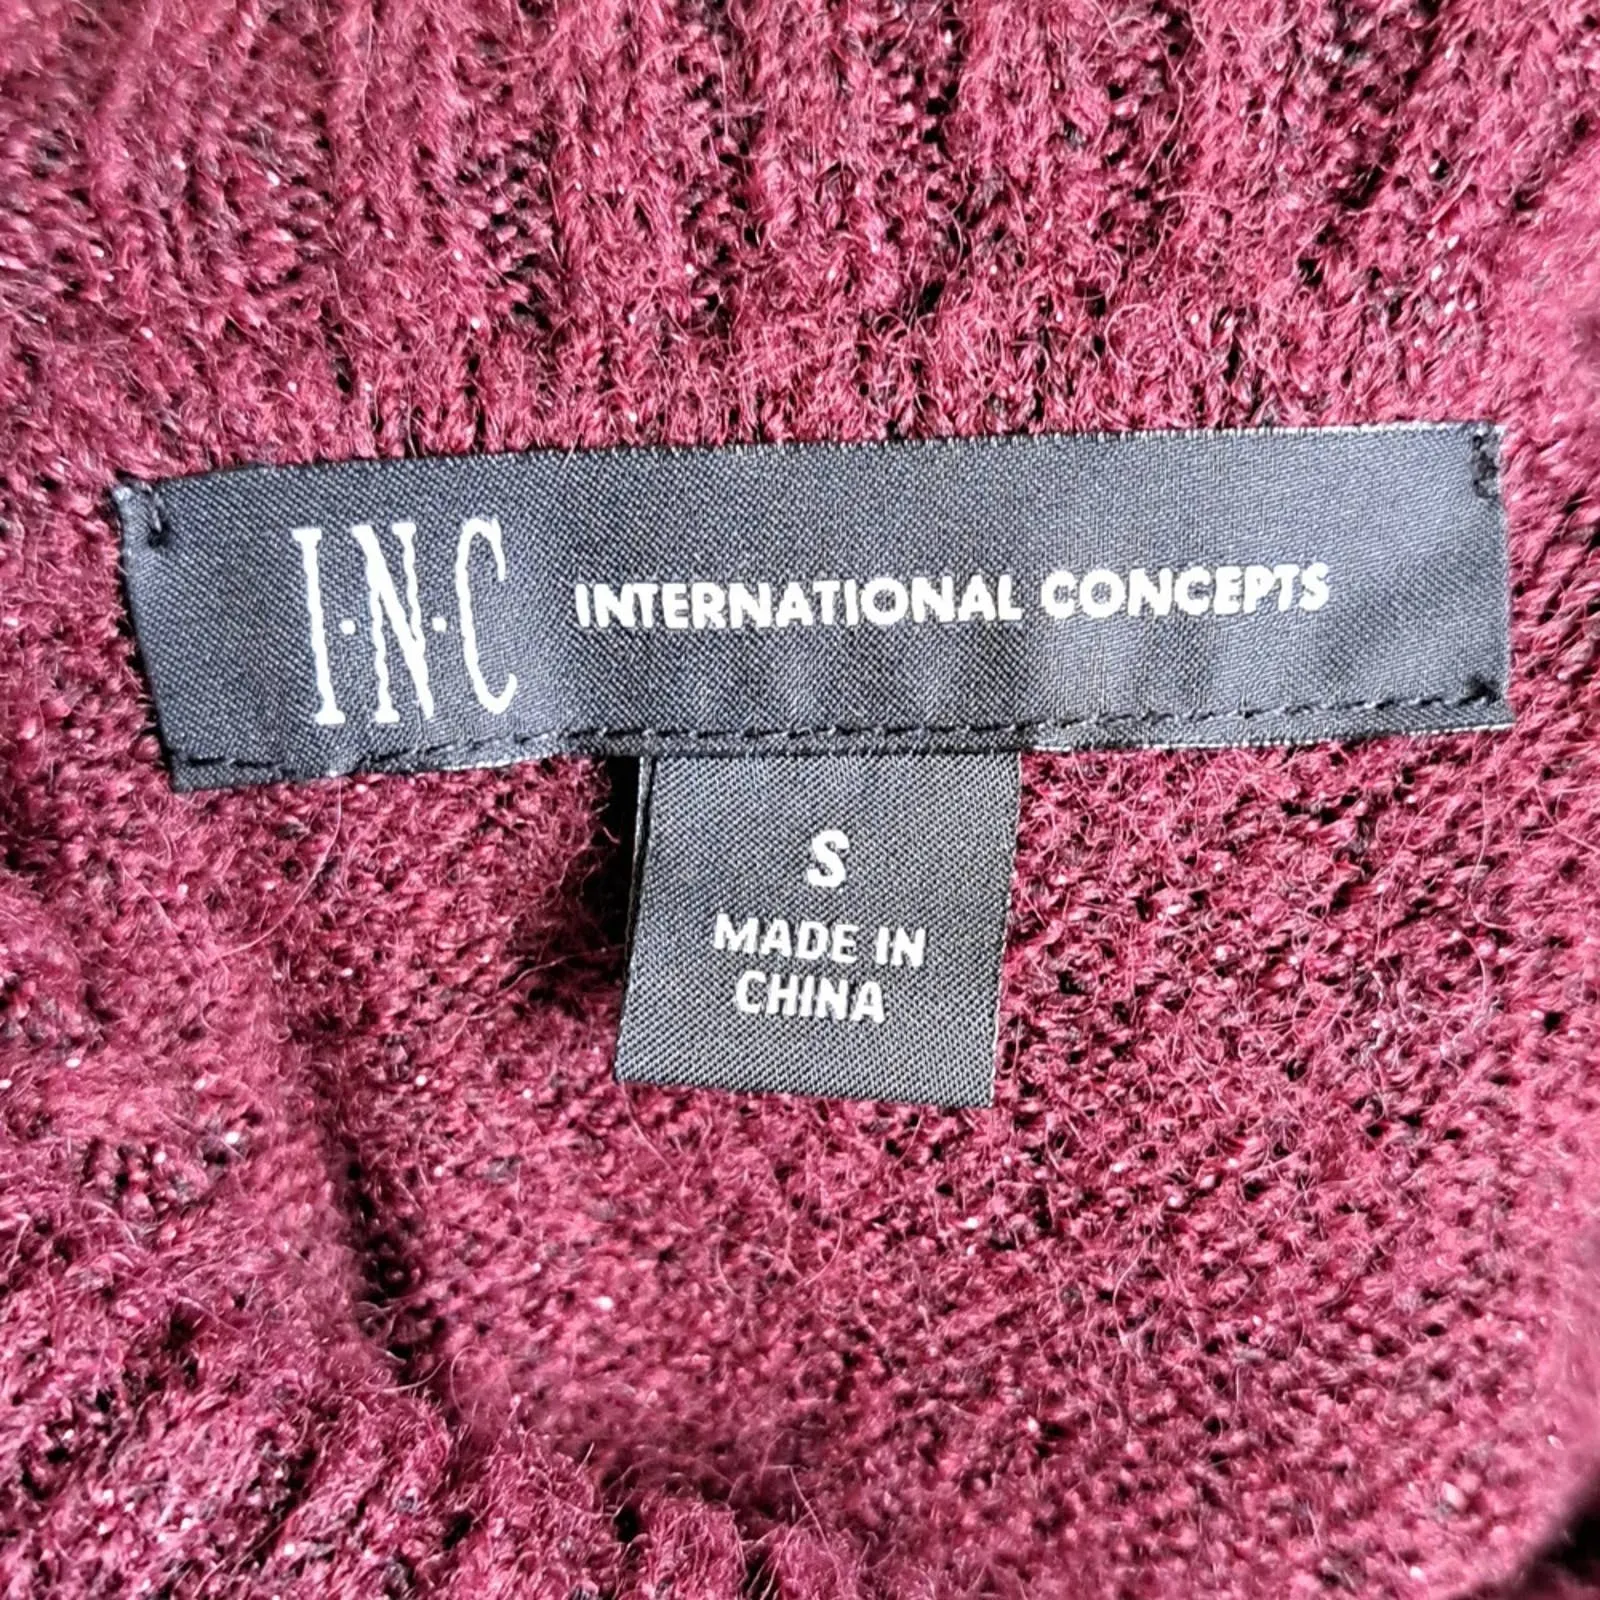 I·N·C INTERNATIONAL CONCEPTS
S
MADE IN
CHINA